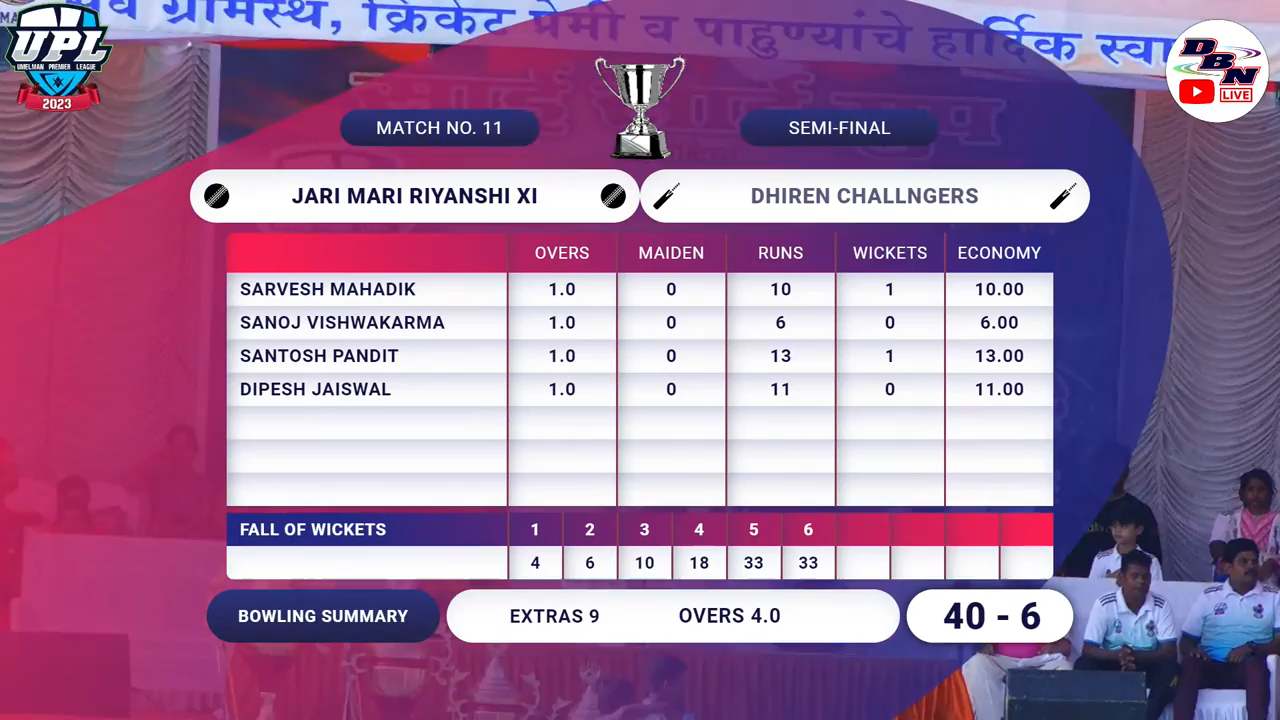 व ग्रामस्थ, क्रिकेट प्रेमी व पाहुण्यांचे हार्दिक स्वा
UPL
UMELMAN PREMIER LEAGUE
2023
DBN
LIVE
MATCH NO. 11
SEMI-FINAL
JARI MARI RIYANSHI XI
DHIREN CHALLNGERS
OVERS MAIDEN RUNS WICKETS ECONOMY
SARVESH MAHADIK 1.0 0 10 1 10.00
SANOJ VISHWAKARMA 1.0 0 6 0 6.00
SANTOSH PANDIT 1.0 0 13 1 13.00
DIPESH JAISWAL 1.0 0 11 0 11.00
FALL OF WICKETS 1 2 3 4 5 6
4 6 10 18 33 33
BOWLING SUMMARY EXTRAS 9 OVERS 4.0 40 - 6